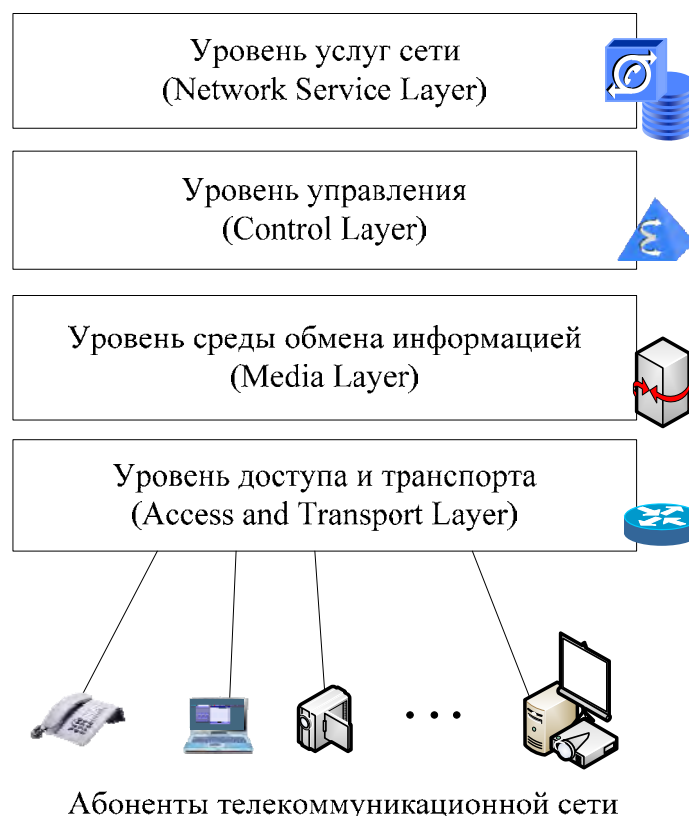 Уровень услуг сети
(Network Service Layer)
Уровень управления
(Control Layer)
Уровень среды обмена информацией
(Media Layer)
Уровень доступа и транспорта
(Access and Transport Layer)
Абоненты телекоммуникационной сети